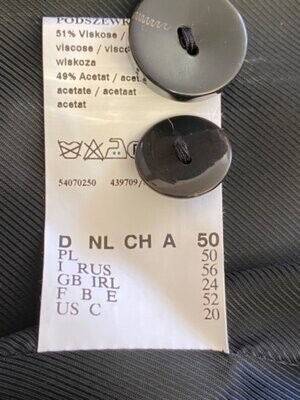 PODSZEWK
51% Viskose /
viscose / visco
wiskoza
49% Acetat / acet
acetate / acetaat
acetat
54070250 439709/
D NL CH A 50
PL 50
I RUS 56
GB IRL 24
F B E 52
US C 20